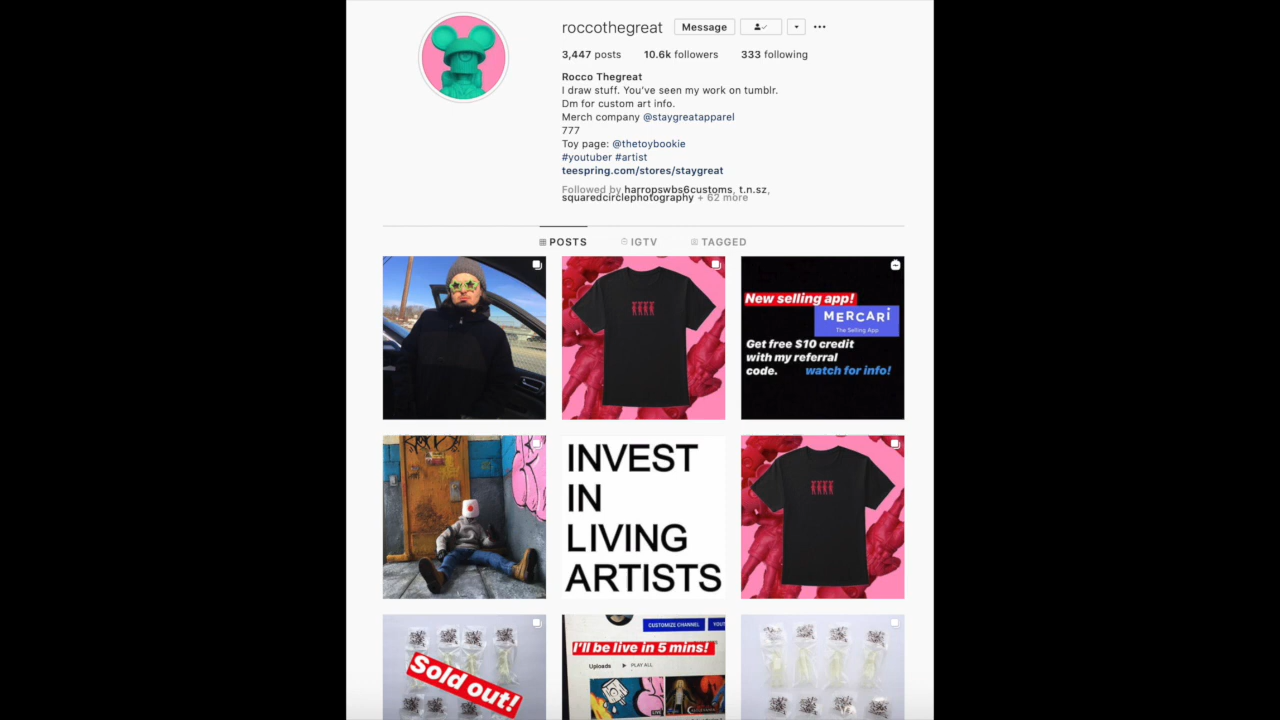 roccothegreat Message
3,447 posts 10.6k followers 333 following
Rocco Thegreat
I draw stuff. You've seen my work on tumblr.
Dm for custom art info.
Merch company @staygreatapparel
777
Toy page: @thetoybookie
#youtuber #artist
teespring.com/stores/staygreat
Followed by harropswbs6customs, t.n.sz,
squaredcirclephotography + 62 more
POSTS IGTV TAGGED
New selling app!
MERCARI
The Selling App
Get free $10 credit
with my referral
code. watch for info!
INVEST
IN
LIVING
ARTISTS
Sold out!
CUSTOMIZE CHANNEL
I'll be live in 5 mins!
Uploads PLAY ALL